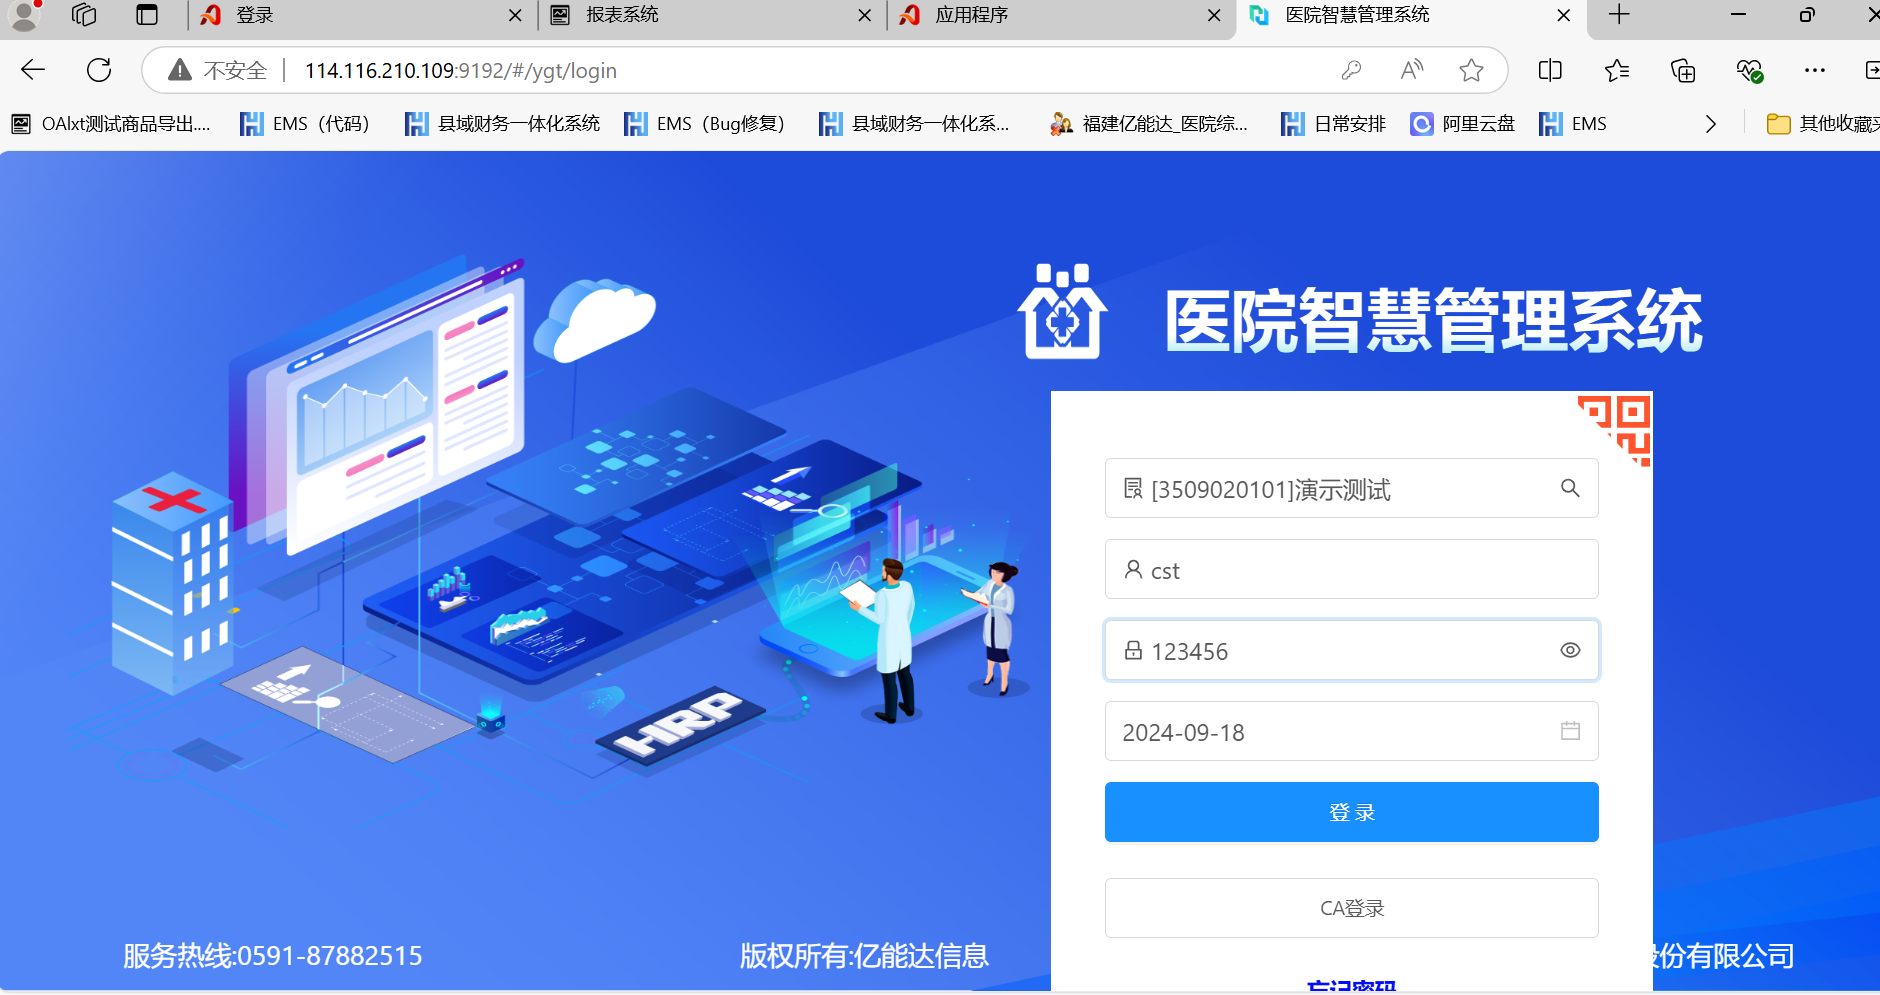 登录
报表系统
应用程序
医院智慧管理系统
不安全
114.116.210.109:9192/#/ygt/login
OAlxt测试商品导出....
EMS（代码）
县域财务一体化系统
EMS（Bug修复）
县域财务一体化系...
福建亿能达_医院综...
日常安排
阿里云盘
EMS
其他收藏夹
医院智慧管理系统
[3509020101]演示测试
cst
123456
2024-09-18
登 录
CA登录
忘记密码
HRP
服务热线:0591-87882515
版权所有:亿能达信息
股份有限公司